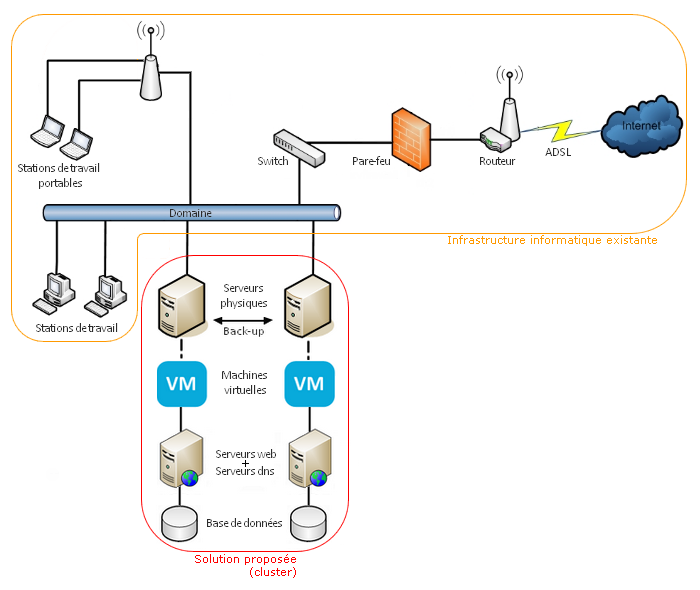 Internet
Switch
Pare-feu
Routeur
ADSL
Stations de travail
portables
Domaine
Infrastructure informatique existante
Stations de travail
Serveurs
physiques
Back-up
VM
Machines
virtuelles
VM
Serveurs web
+
Serveurs dns
Base de données
Solution proposée
(cluster)